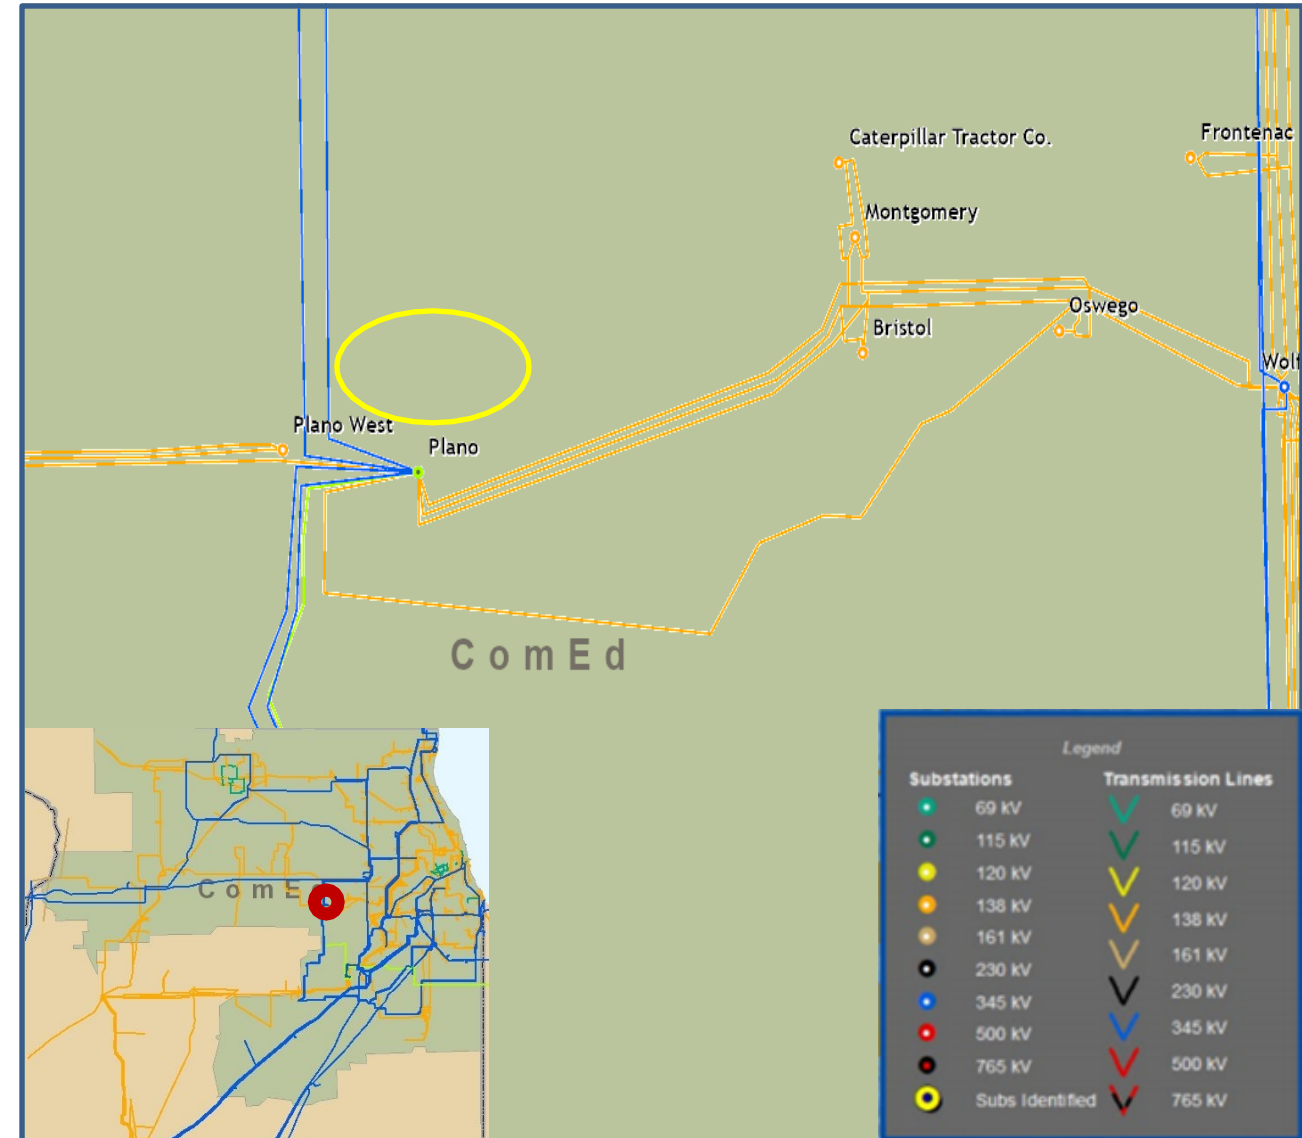 Caterpillar Tractor Co.
Frontenac
Montgomery
Oswego
Bristol
Wolf
Plano West
Plano
ComEd
ComE
Legend
Substations Transmission Lines
69 kV 69 kV
115 kV 115 kV
120 kV 120 kV
138 kV 138 kV
161 kV 161 kV
230 kV 230 kV
345 kV 345 kV
500 kV 500 kV
765 kV 765 kV
Subs Identified